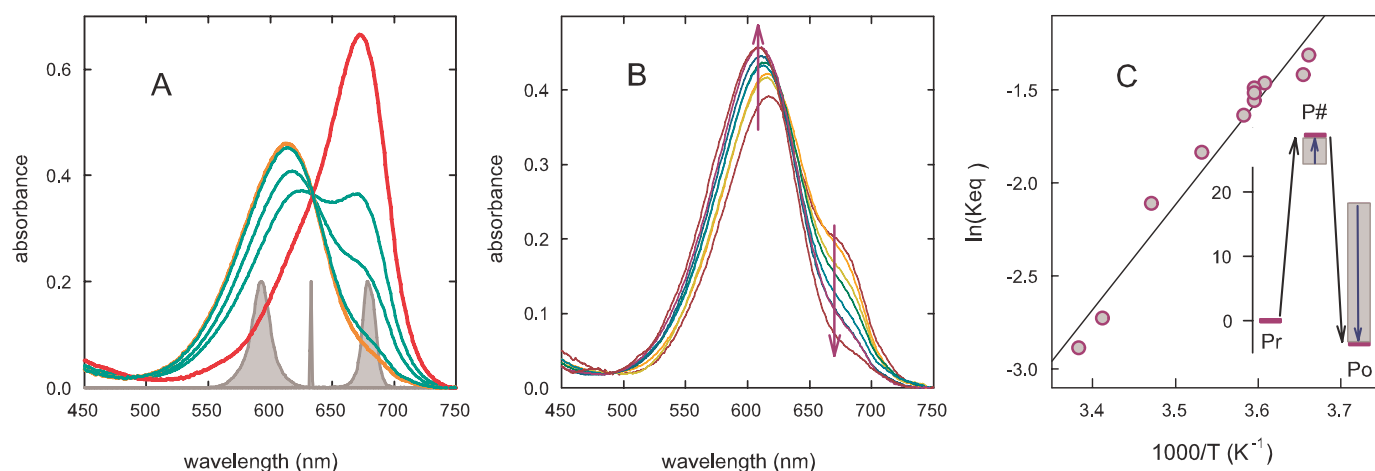 A
0.6
0.4
0.2
0.0
absorbance
450 500 550 600 650 700 750
wavelength (nm)
B
0.4
0.3
0.2
0.1
0.0
absorbance
450 500 550 600 650 700 750
wavelength (nm)
C
-1.5
-2.0
-2.5
-3.0
ln(Keq)
3.4 3.5 3.6 3.7
1000/T (K⁻¹)
P#
20
10
0
Pr
Po